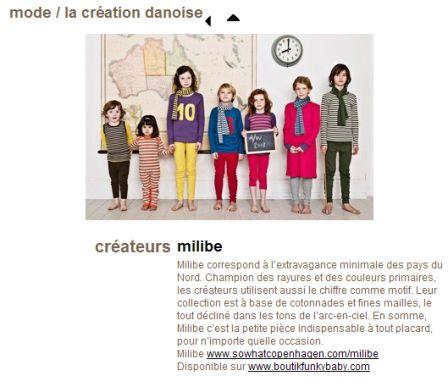 mode / la création danoise
10
A/W
2008
créateurs milibe
Milibe correspond à l'extravagance minimale des pays du
Nord. Champion des rayures et des couleurs primaires,
les créateurs utilisent aussi le chiffre comme motif. Leur
collection est à base de cotonnades et fines mailles, le
tout décliné dans les tons de l'arc-en-ciel. En somme,
Milibe c'est la petite pièce indispensable à tout placard,
pour n'importe quelle occasion.
Milibe www.sowhatcopenhagen.com/milibe
Disponible sur www.boutikfunkybaby.com